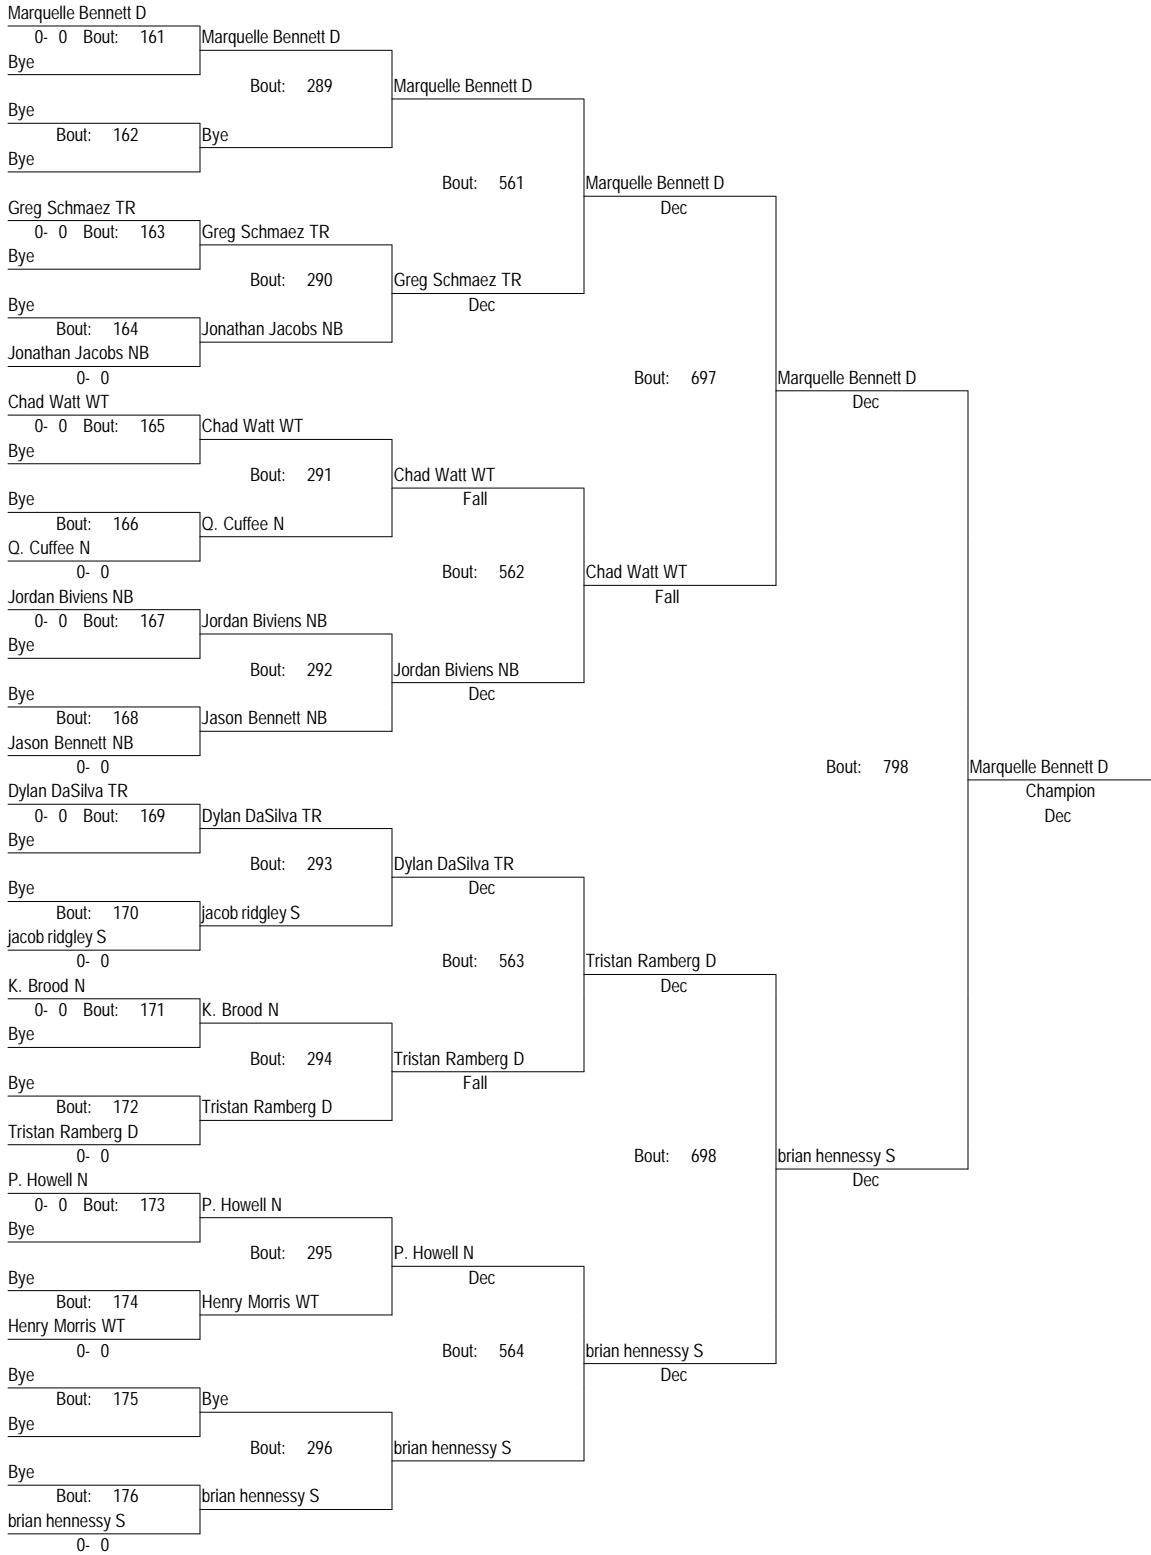 Marquelle Bennett D
0- 0 Bout: 161
Marquelle Bennett D
Bye
Bout: 289
Marquelle Bennett D
Bye
Bout: 162
Bye
Bye
Bout: 561
Marquelle Bennett D
Dec
Greg Schmaez TR
0- 0 Bout: 163
Greg Schmaez TR
Bye
Bout: 290
Greg Schmaez TR
Dec
Bye
Bout: 164
Jonathan Jacobs NB
Jonathan Jacobs NB
0- 0
Bout: 697
Marquelle Bennett D
Dec
Chad Watt WT
0- 0 Bout: 165
Chad Watt WT
Bye
Bout: 291
Chad Watt WT
Fall
Bye
Bout: 166
Q. Cuffee N
Q. Cuffee N
0- 0
Bout: 562
Chad Watt WT
Fall
Jordan Biviens NB
0- 0 Bout: 167
Jordan Biviens NB
Bye
Bout: 292
Jordan Biviens NB
Dec
Bye
Bout: 168
Jason Bennett NB
Jason Bennett NB
0- 0
Bout: 798
Marquelle Bennett D
Champion
Dec
Dylan DaSilva TR
0- 0 Bout: 169
Dylan DaSilva TR
Bye
Bout: 293
Dylan DaSilva TR
Dec
Bye
Bout: 170
jacob ridgley S
jacob ridgley S
0- 0
Bout: 563
Tristan Ramberg D
Dec
K. Brood N
0- 0 Bout: 171
K. Brood N
Bye
Bout: 294
Tristan Ramberg D
Fall
Bye
Bout: 172
Tristan Ramberg D
Tristan Ramberg D
0- 0
Bout: 698
brian hennessy S
Dec
P. Howell N
0- 0 Bout: 173
P. Howell N
Bye
Bout: 295
P. Howell N
Dec
Bye
Bout: 174
Henry Morris WT
Henry Morris WT
0- 0
Bout: 564
brian hennessy S
Dec
Bye
Bout: 175
Bye
Bye
Bout: 296
brian hennessy S
Bye
Bout: 176
brian hennessy S
brian hennessy S
0- 0